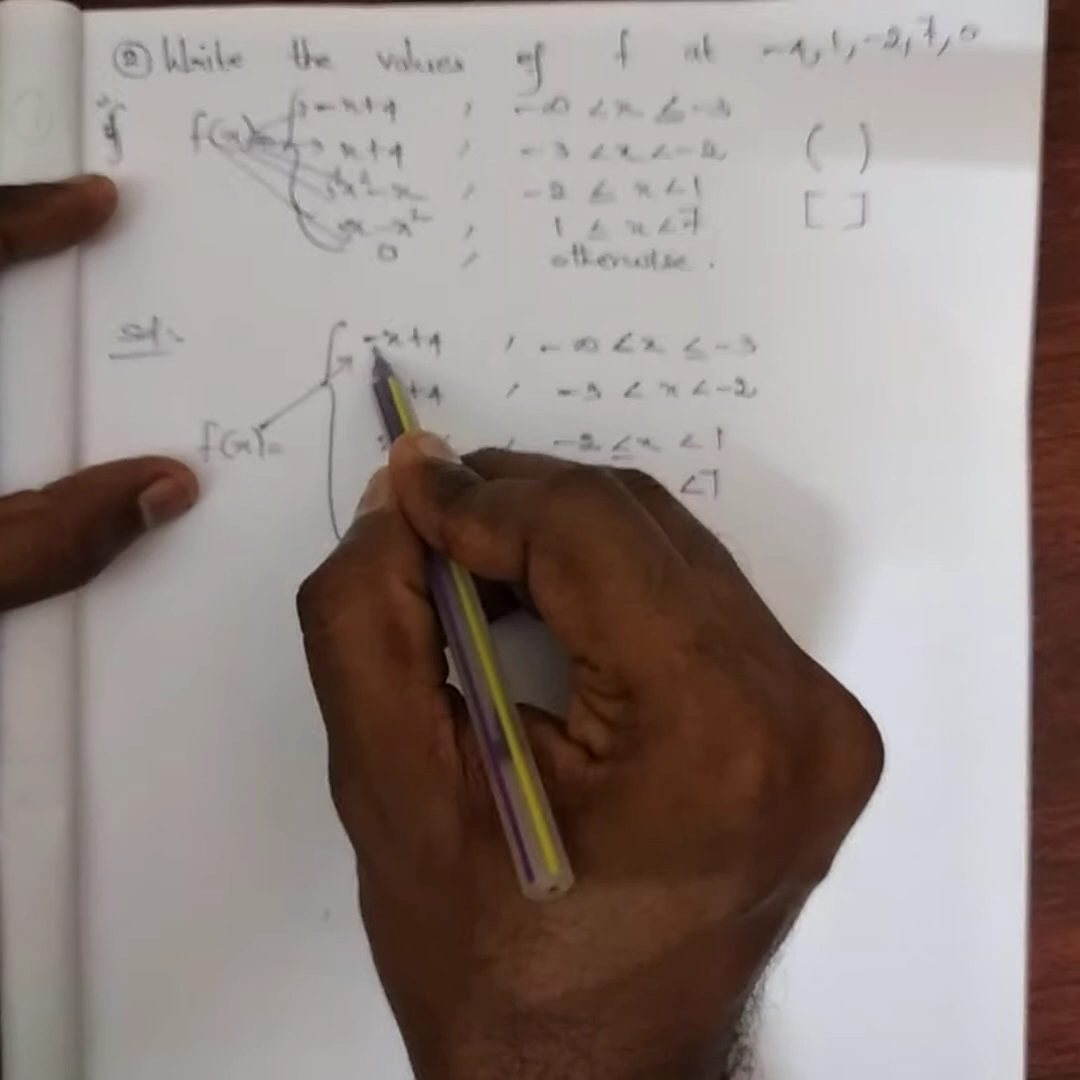 ② Write the values of f at -4, 1, -2, 7, 0
if f(x) = -x+4 , -∞ < x ≤ -3
x+4 , -3 < x < -2 ( )
x²-x , -2 ≤ x < 1 [ ]
x-x² , 1 ≤ x < 7
0 , otherwise.
Sol:-
-x+4 , -∞ < x ≤ -3
+4 , -3 < x < -2
f(x) = , -2 ≤ x < 1
< 7